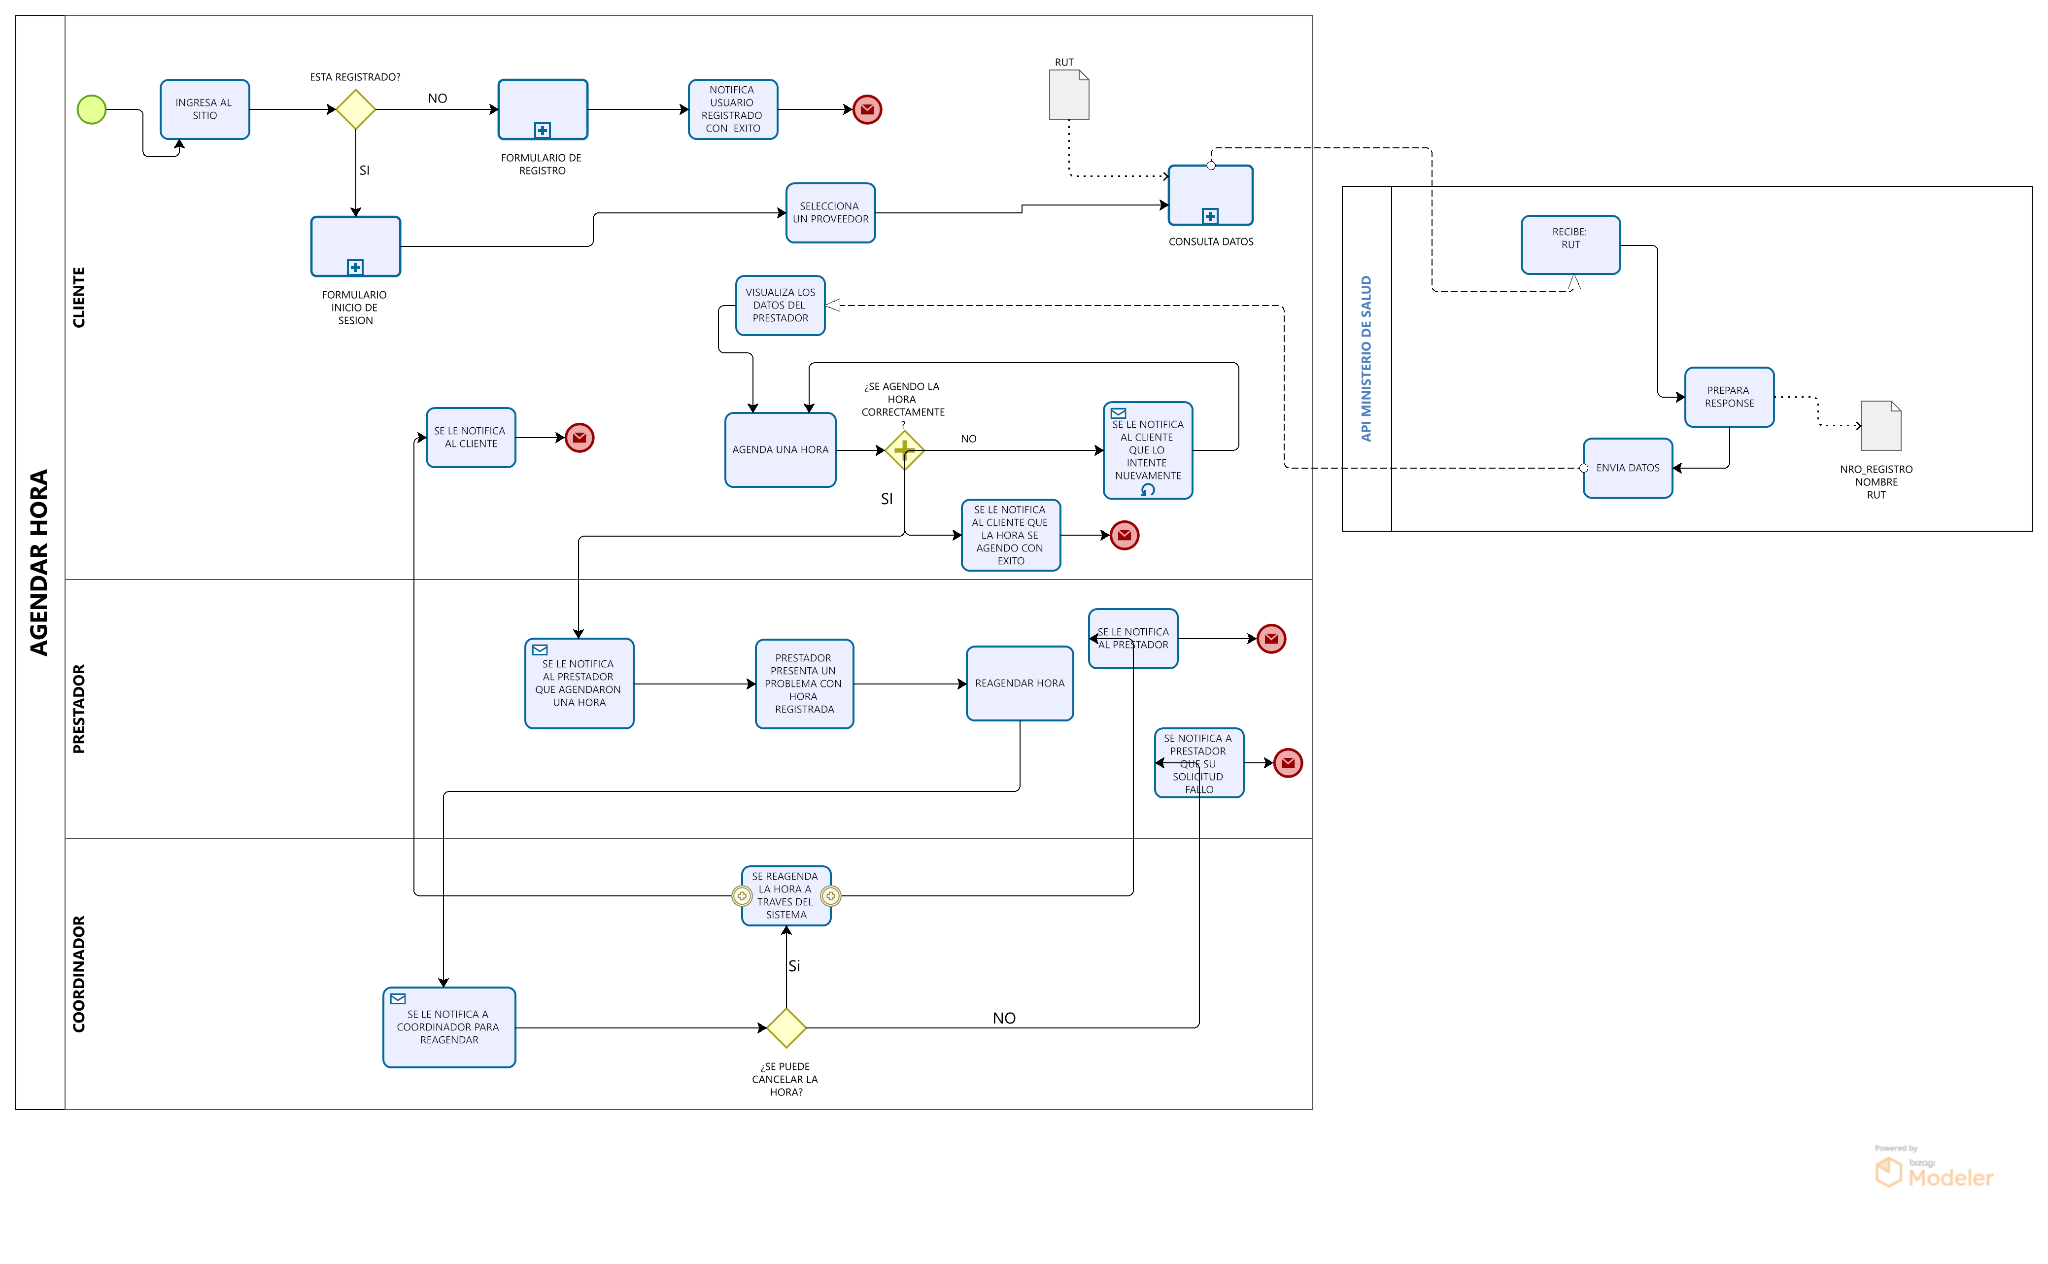 AGENDAR HORA
CLIENTE
INGRESA AL
SITIO
ESTA REGISTRADO?
NO
SI
FORMULARIO DE
REGISTRO
NOTIFICA
USUARIO
REGISTRADO
CON EXITO
RUT
FORMULARIO
INICIO DE
SESION
SELECCIONA
UN PROVEEDOR
CONSULTA DATOS
VISUALIZA LOS
DATOS DEL
PRESTADOR
SE LE NOTIFICA
AL CLIENTE
AGENDA UNA HORA
¿SE AGENDO LA
HORA
CORRECTAMENTE
?
NO
SI
SE LE NOTIFICA
AL CLIENTE
QUE LO
INTENTE
NUEVAMENTE
SE LE NOTIFICA
AL CLIENTE QUE
LA HORA SE
AGENDO CON
EXITO
API MINISTERIO DE SALUD
RECIBE:
RUT
PREPARA
RESPONSE
ENVIA DATOS
NRO_REGISTRO
NOMBRE
RUT
PRESTADOR
SE LE NOTIFICA
AL PRESTADOR
QUE AGENDARON
UNA HORA
PRESTADOR
PRESENTA UN
PROBLEMA CON
HORA
REGISTRADA
REAGENDAR HORA
SE LE NOTIFICA
AL PRESTADOR
SE NOTIFICA A
PRESTADOR
QUE SU
SOLICITUD
FALLO
COORDINADOR
SE REAGENDA
LA HORA A
TRAVES DEL
SISTEMA
Si
SE LE NOTIFICA A
COORDINADOR PARA
REAGENDAR
NO
¿SE PUEDE
CANCELAR LA
HORA?
Powered by
bizagi
Modeler